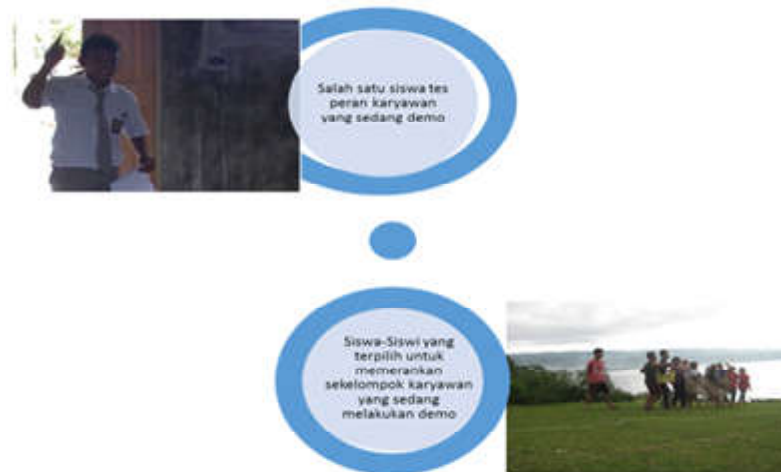 Salah satu siswa tes
peran karyawan
yang sedang demo
Siswa-Siswi yang
terpilih untuk
memerankan
sekelompok karyawan
yang sedang
melakukan demo